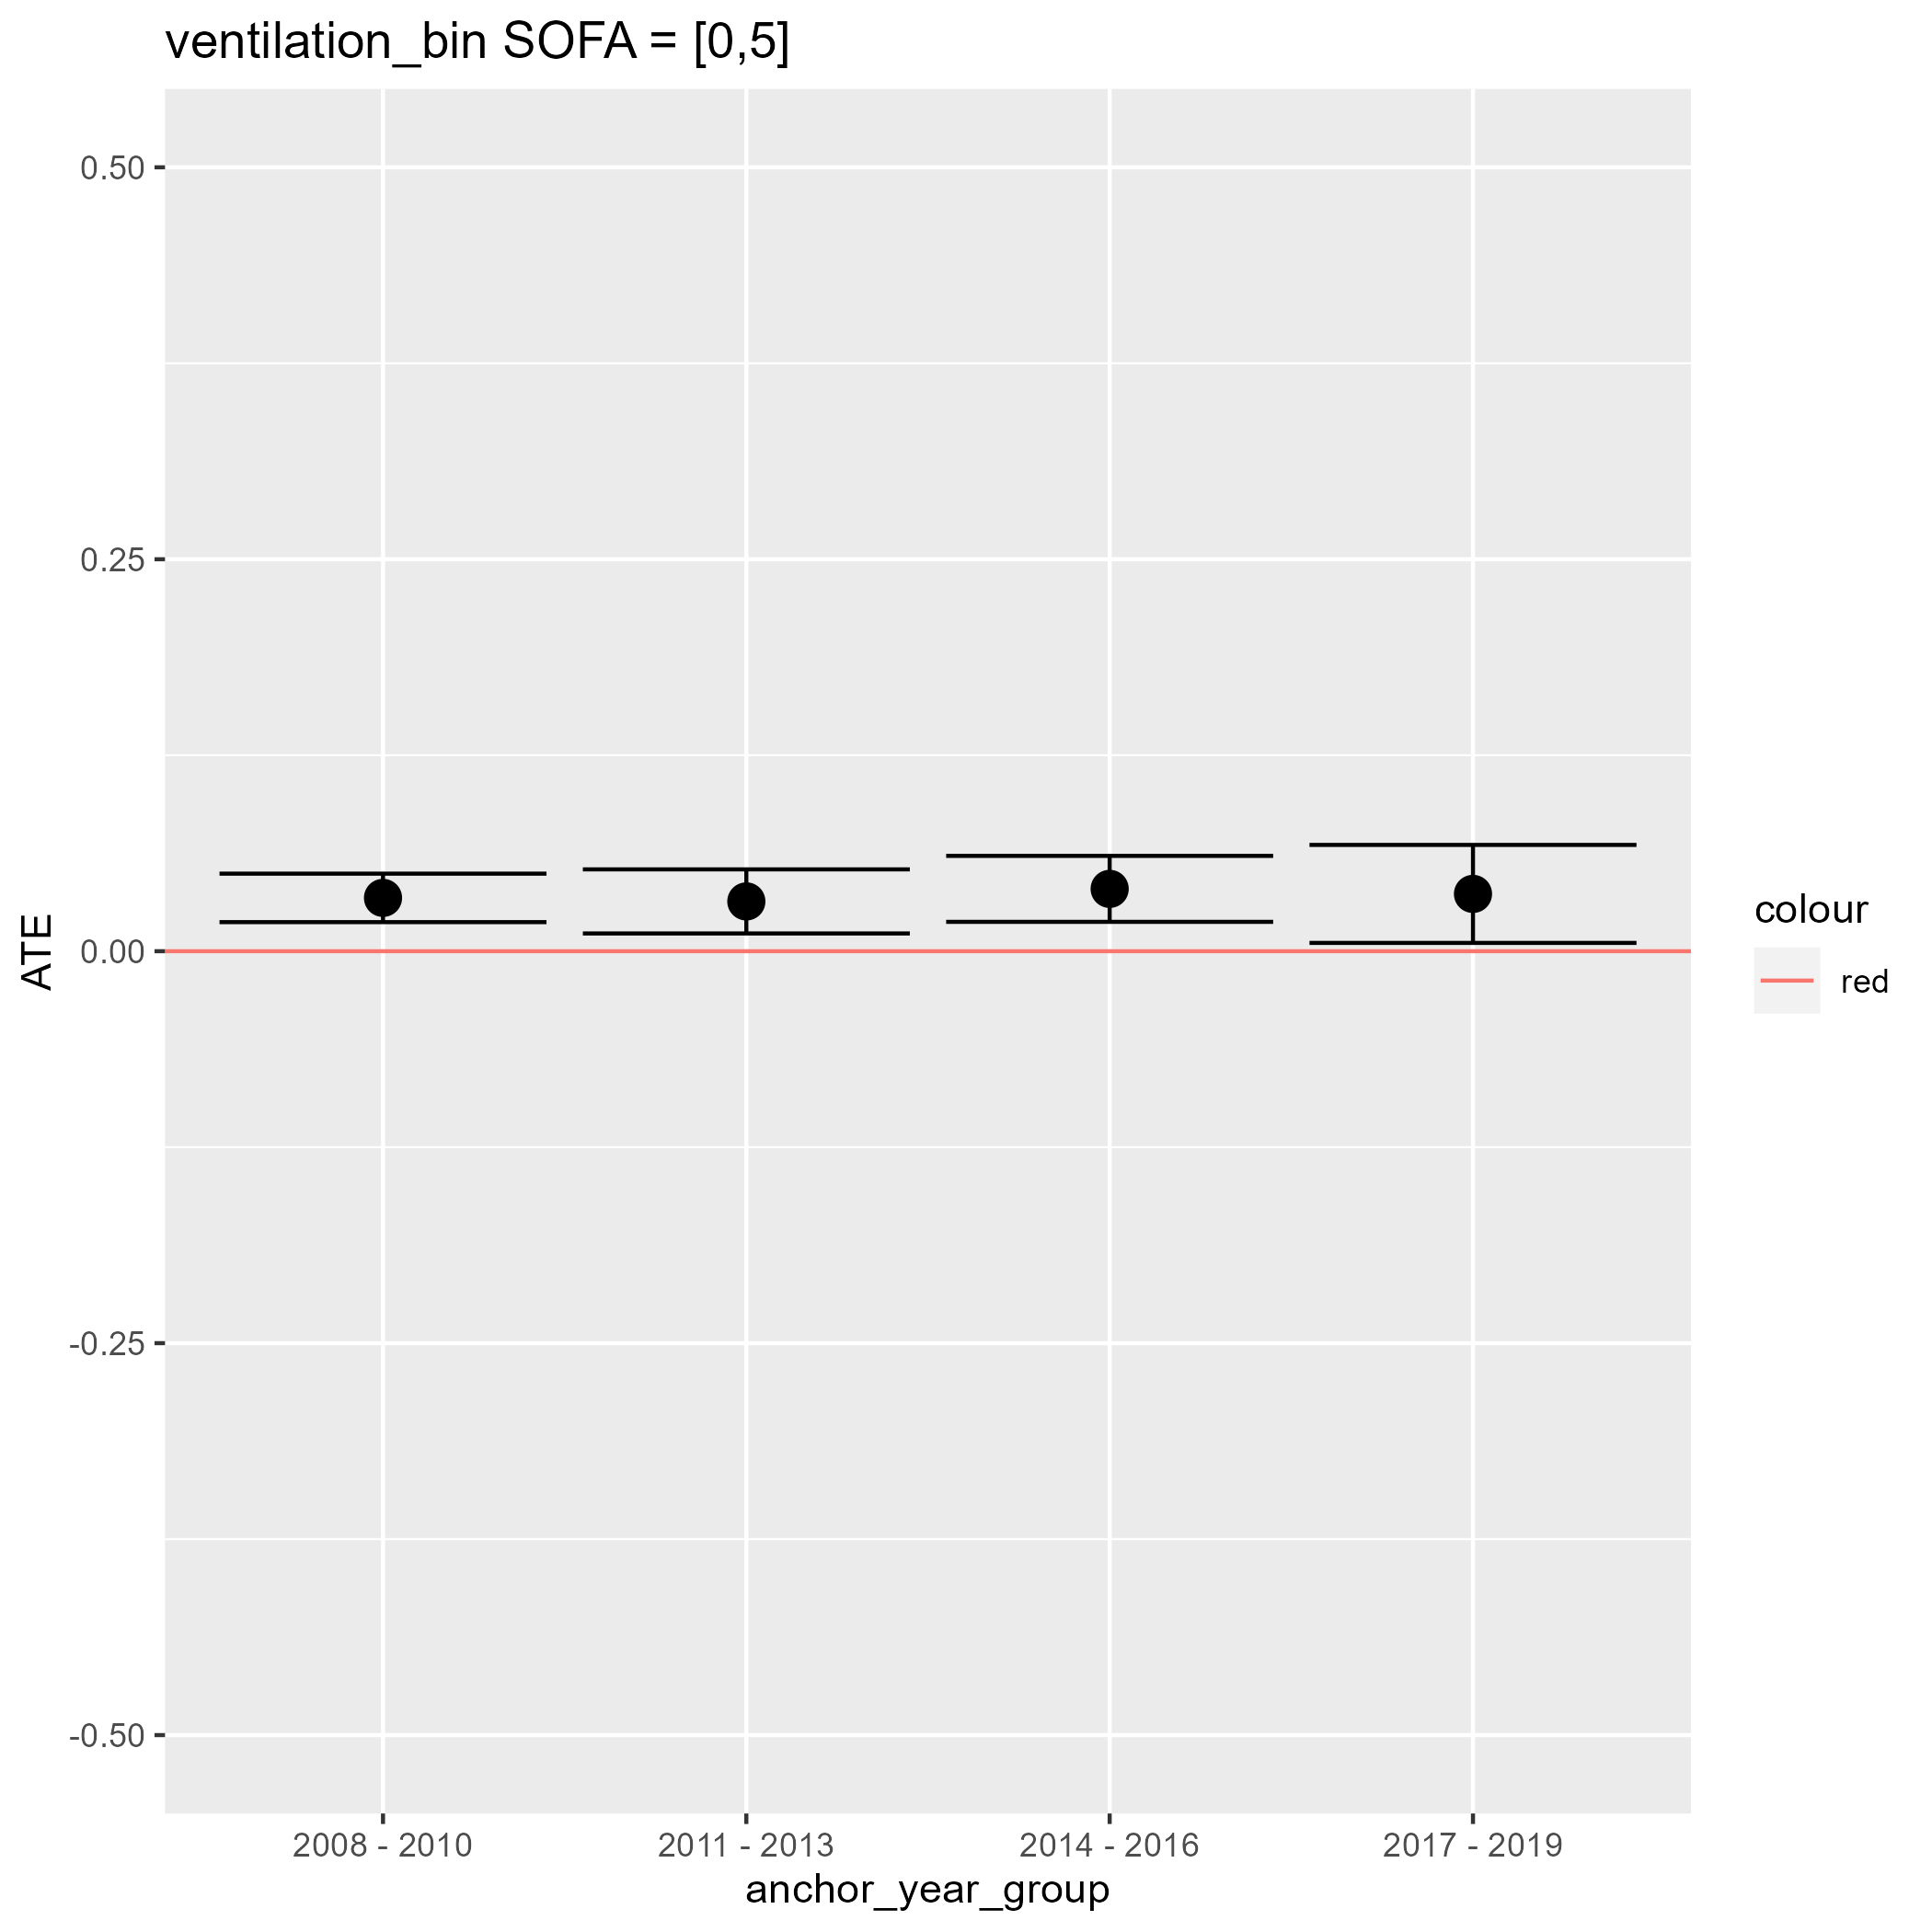 ventilation_bin SOFA = [0,5]
0.50
0.25
0.00
-0.25
-0.50
ATE
2008 - 2010
2011 - 2013
2014 - 2016
2017 - 2019
anchor_year_group
colour
red